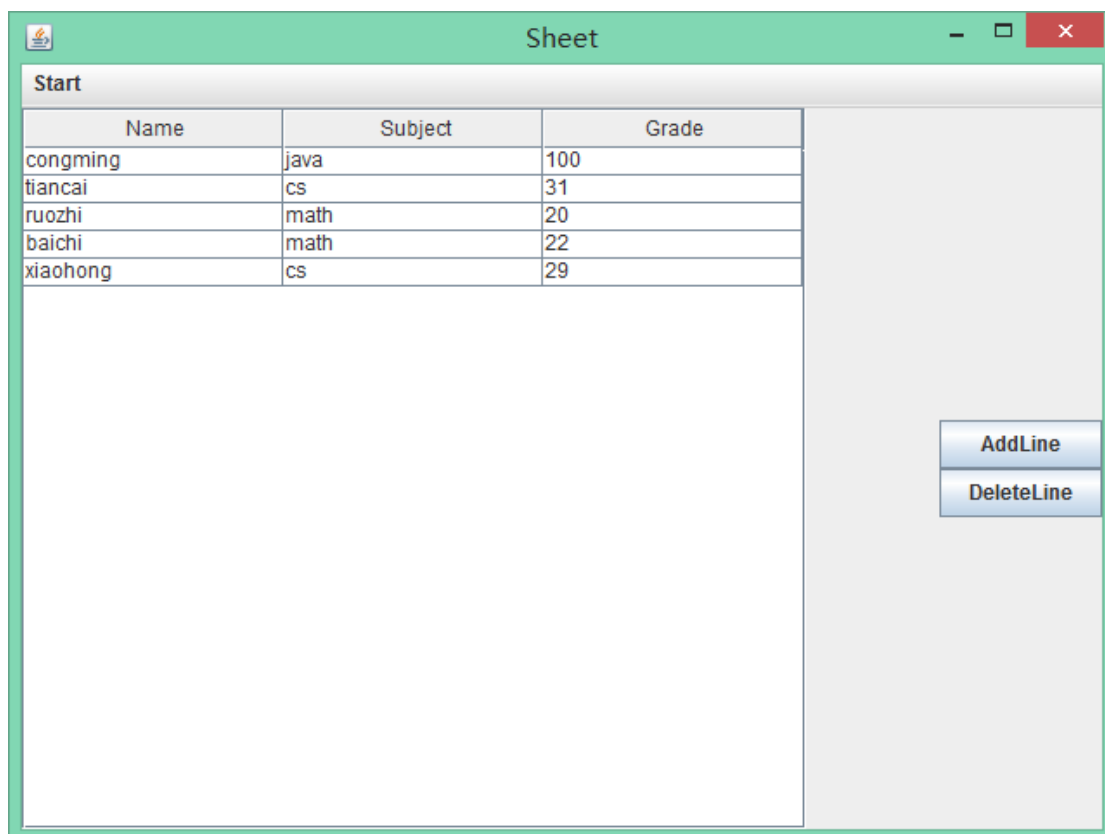 Sheet
Start
Name Subject Grade
congming java 100
tiancai cs 31
ruozhi math 20
baichi math 22
xiaohong cs 29
AddLine
DeleteLine